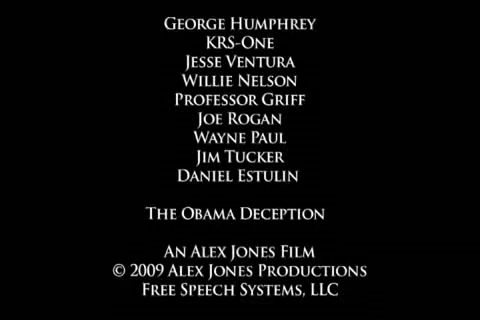 George Humphrey
KRS-One
Jesse Ventura
Willie Nelson
Professor Griff
Joe Rogan
Wayne Paul
Jim Tucker
Daniel Estulin
The Obama Deception
An Alex Jones Film
© 2009 Alex Jones Productions
Free Speech Systems, LLC